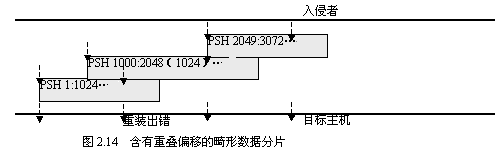 入侵者
PSH 2049:3072…
PSH 1000:2048（1024）…
PSH 1:1024…
重装出错
目标主机
图 2.14 含有重叠偏移的畸形数据分片